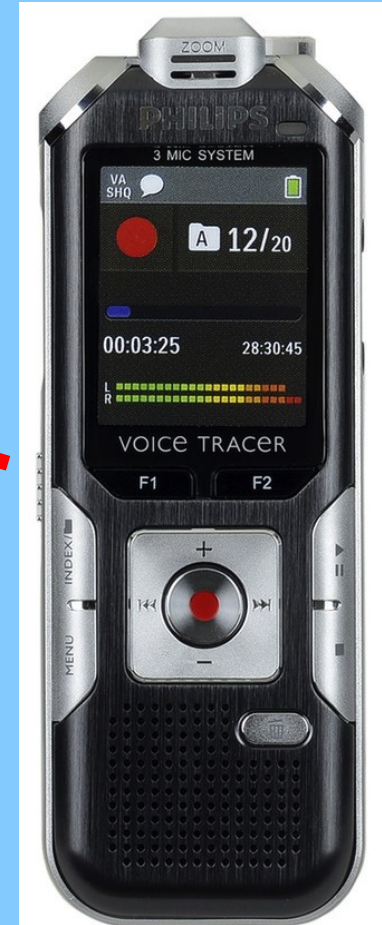 ZOOM
PHILIPS
3 MIC SYSTEM
VA
SHQ
A 12/20
00:03:25 28:30:45
L
R
VOICE TRACER
F1 F2
INDEX/
MENU